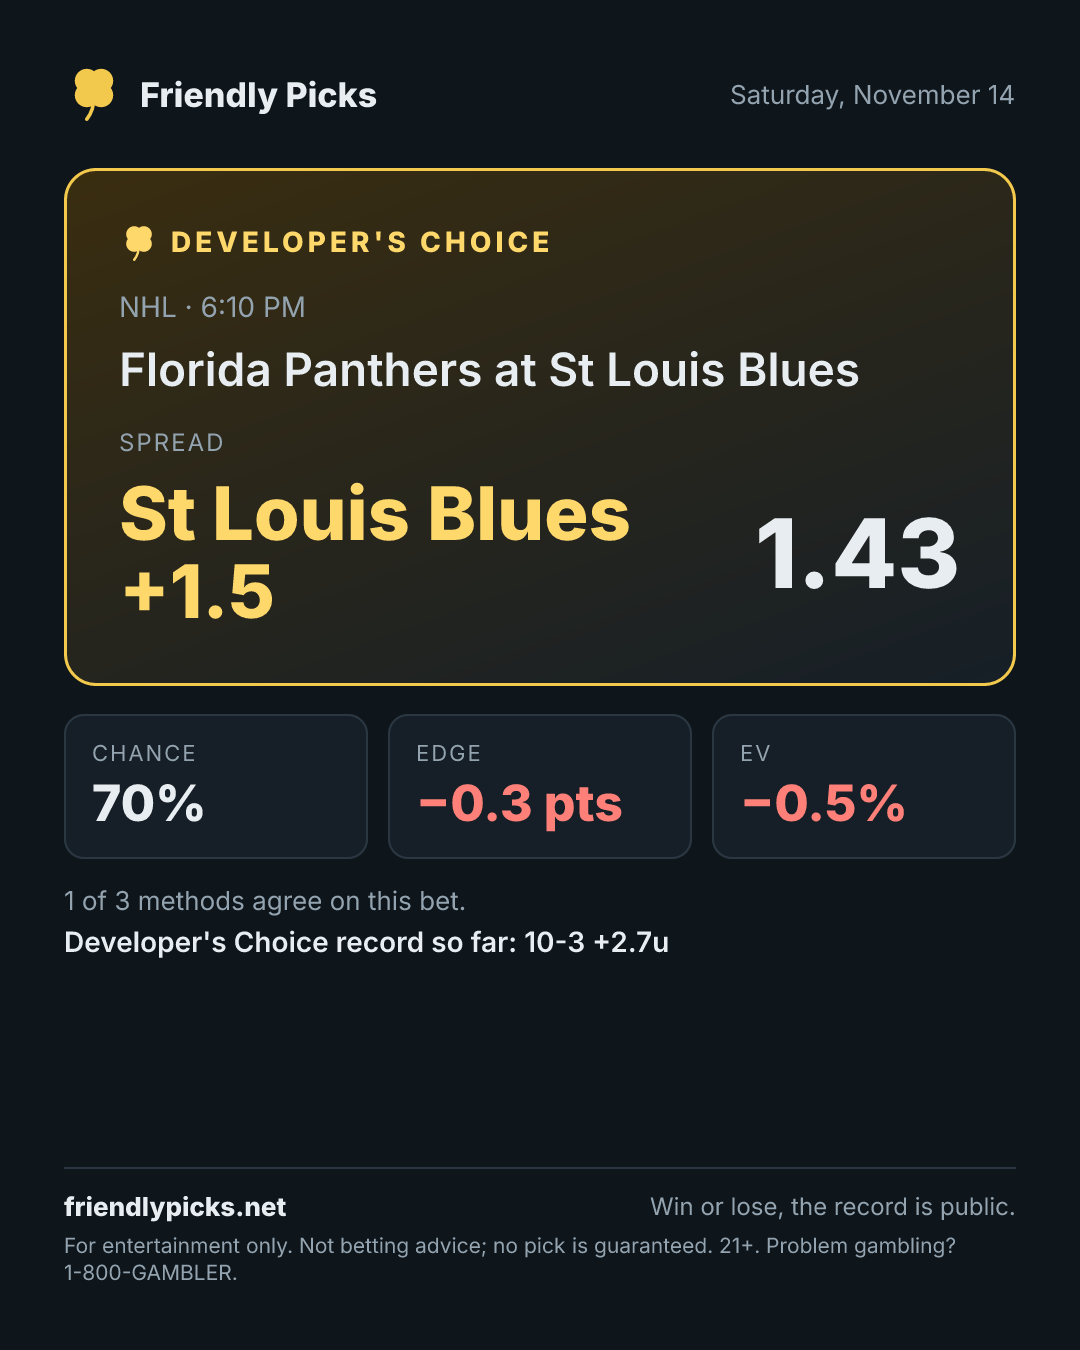 Friendly Picks
Saturday, November 14
DEVELOPER'S CHOICE
NHL · 6:10 PM
Florida Panthers at St Louis Blues
SPREAD
St Louis Blues
+1.5
1.43
CHANCE
70%
EDGE
−0.3 pts
EV
−0.5%
1 of 3 methods agree on this bet.
Developer's Choice record so far: 10-3 +2.7u
friendlypicks.net
Win or lose, the record is public.
For entertainment only. Not betting advice; no pick is guaranteed. 21+. Problem gambling?
1-800-GAMBLER.